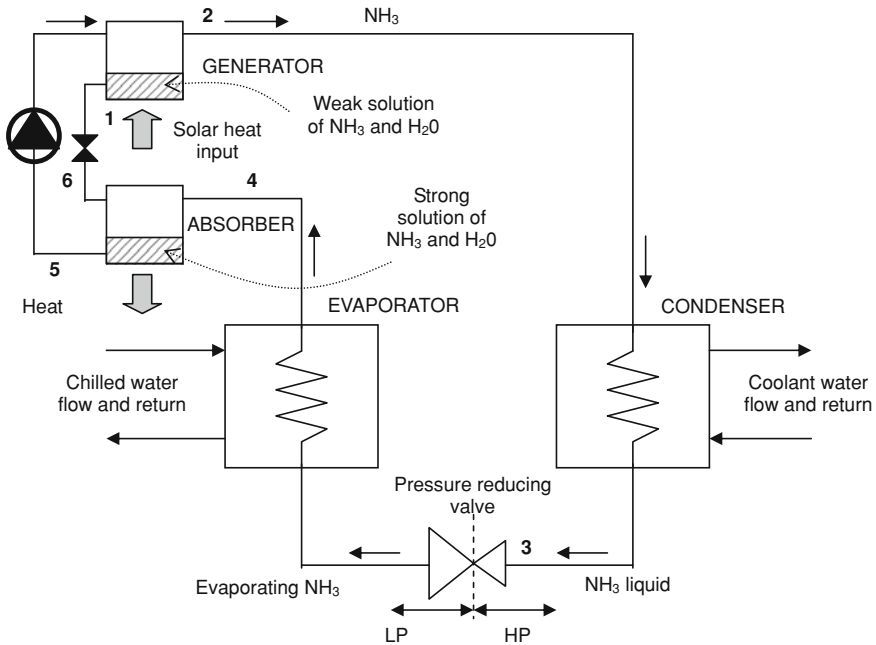 2
NH₃
GENERATOR
Weak solution
of NH₃ and H₂0
1
Solar heat
input
6
4
Strong
solution of
NH₃ and H₂0
ABSORBER
5
Heat
EVAPORATOR
CONDENSER
Chilled water
flow and return
Coolant water
flow and return
Pressure reducing
valve
3
Evaporating NH₃
NH₃ liquid
LP
HP